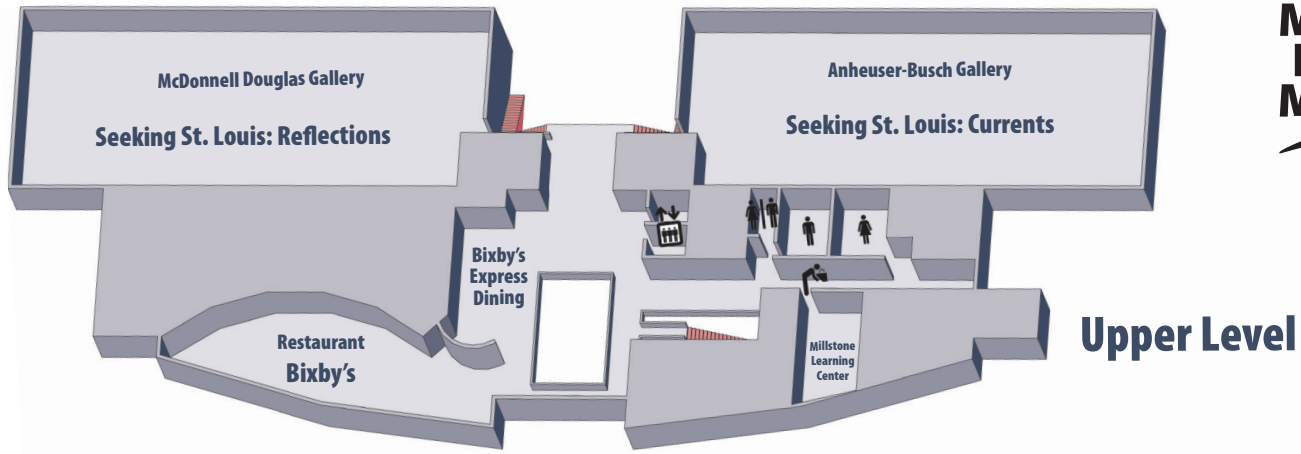 McDonnell Douglas Gallery
Seeking St. Louis: Reflections
Anheuser-Busch Gallery
Seeking St. Louis: Currents
Bixby's
Express
Dining
Restaurant
Bixby's
Millstone
Learning
Center
Upper Level